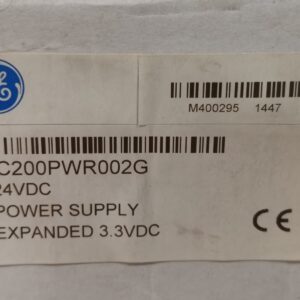 M400295 1447
C200PWR002G
24VDC
POWER SUPPLY
EXPANDED 3.3VDC
CE